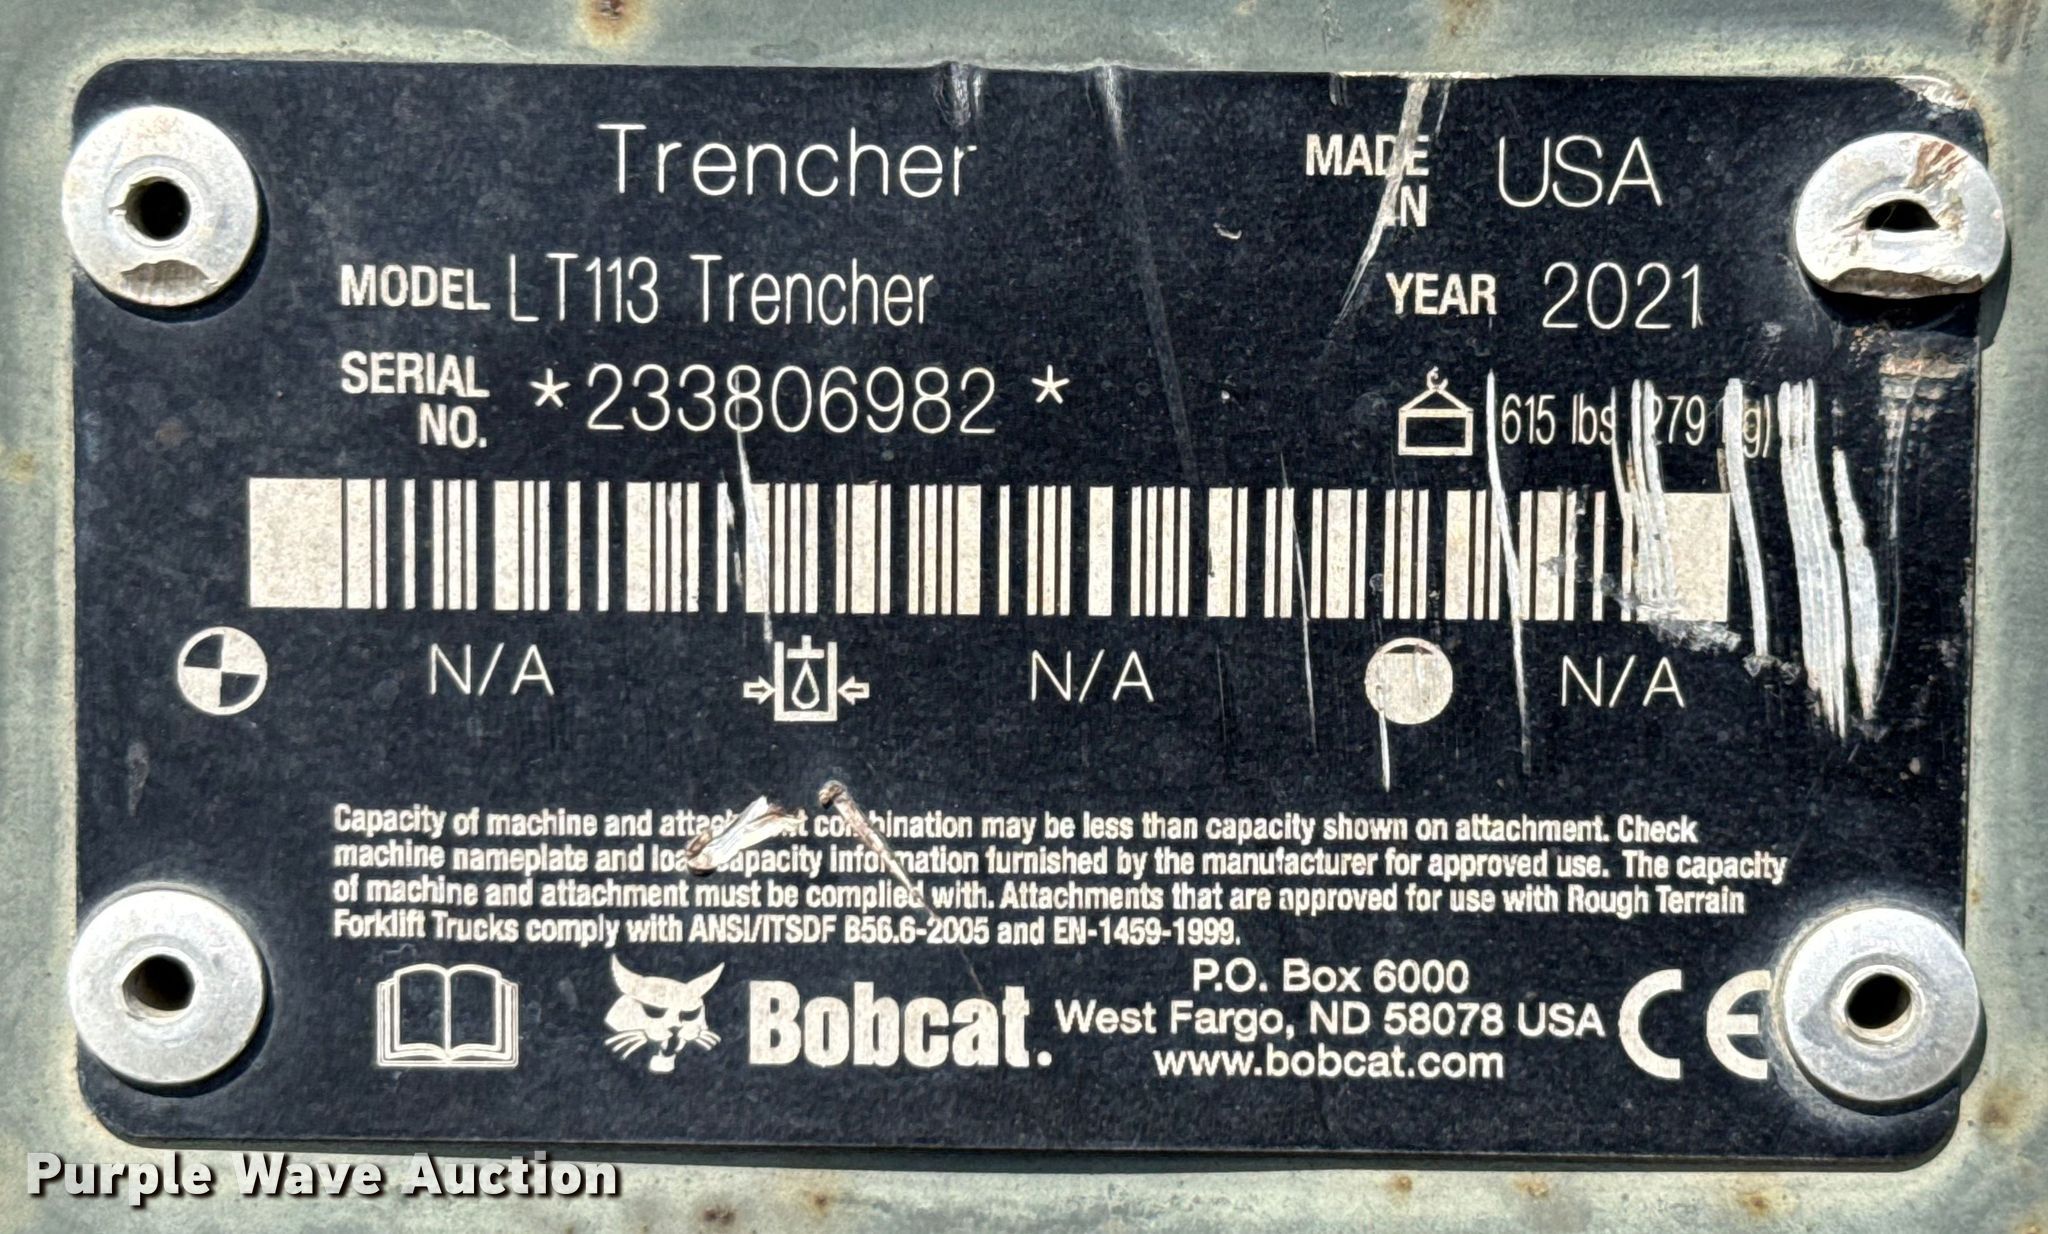 Trencher
MADE IN USA
MODEL LT113 Trencher
YEAR 2021
SERIAL NO. *233806982*
615 lbs 279 kg)
N/A N/A N/A
Capacity of machine and attachment combination may be less than capacity shown on attachment. Check
machine nameplate and load capacity information furnished by the manufacturer for approved use. The capacity
of machine and attachment must be complied with. Attachments that are approved for use with Rough Terrain
Forklift Trucks comply with ANSI/ITSDF B56.6-2005 and EN-1459-1999.
Bobcat.
P.O. Box 6000
West Fargo, ND 58078 USA
www.bobcat.com
CE
Purple Wave Auction